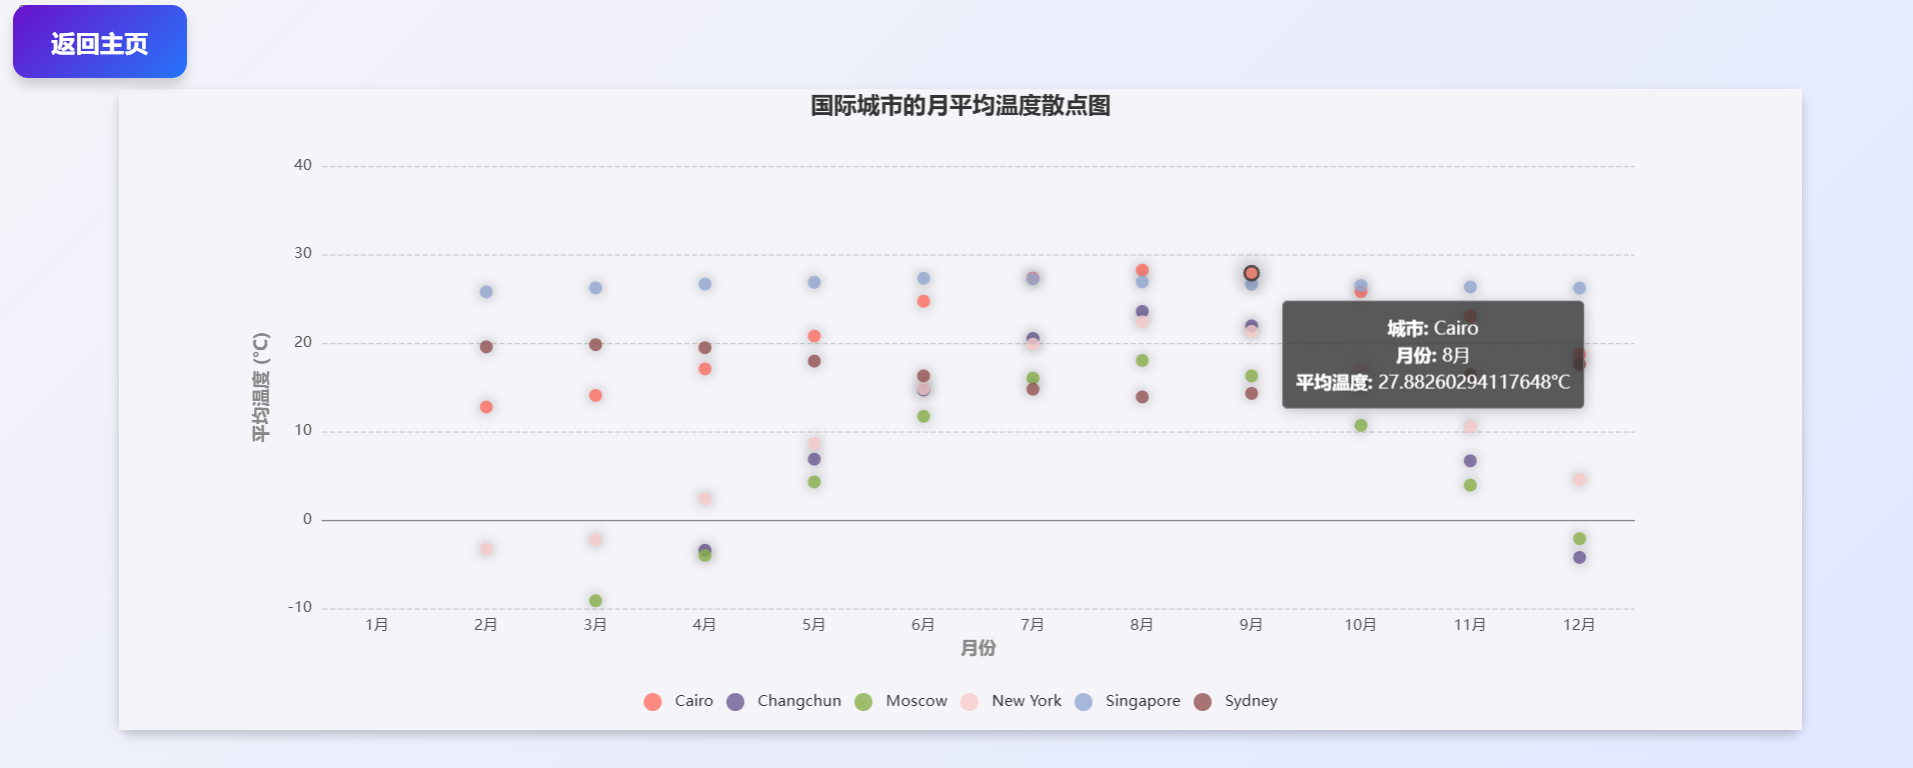 返回主页
国际城市的月平均温度散点图
40
30
20
10
0
-10
平均温度 (°C)
城市: Cairo
月份: 8月
平均温度: 27.88260294117648°C
1月 2月 3月 4月 5月 6月 7月 8月 9月 10月 11月 12月
月份
Cairo Changchun Moscow New York Singapore Sydney